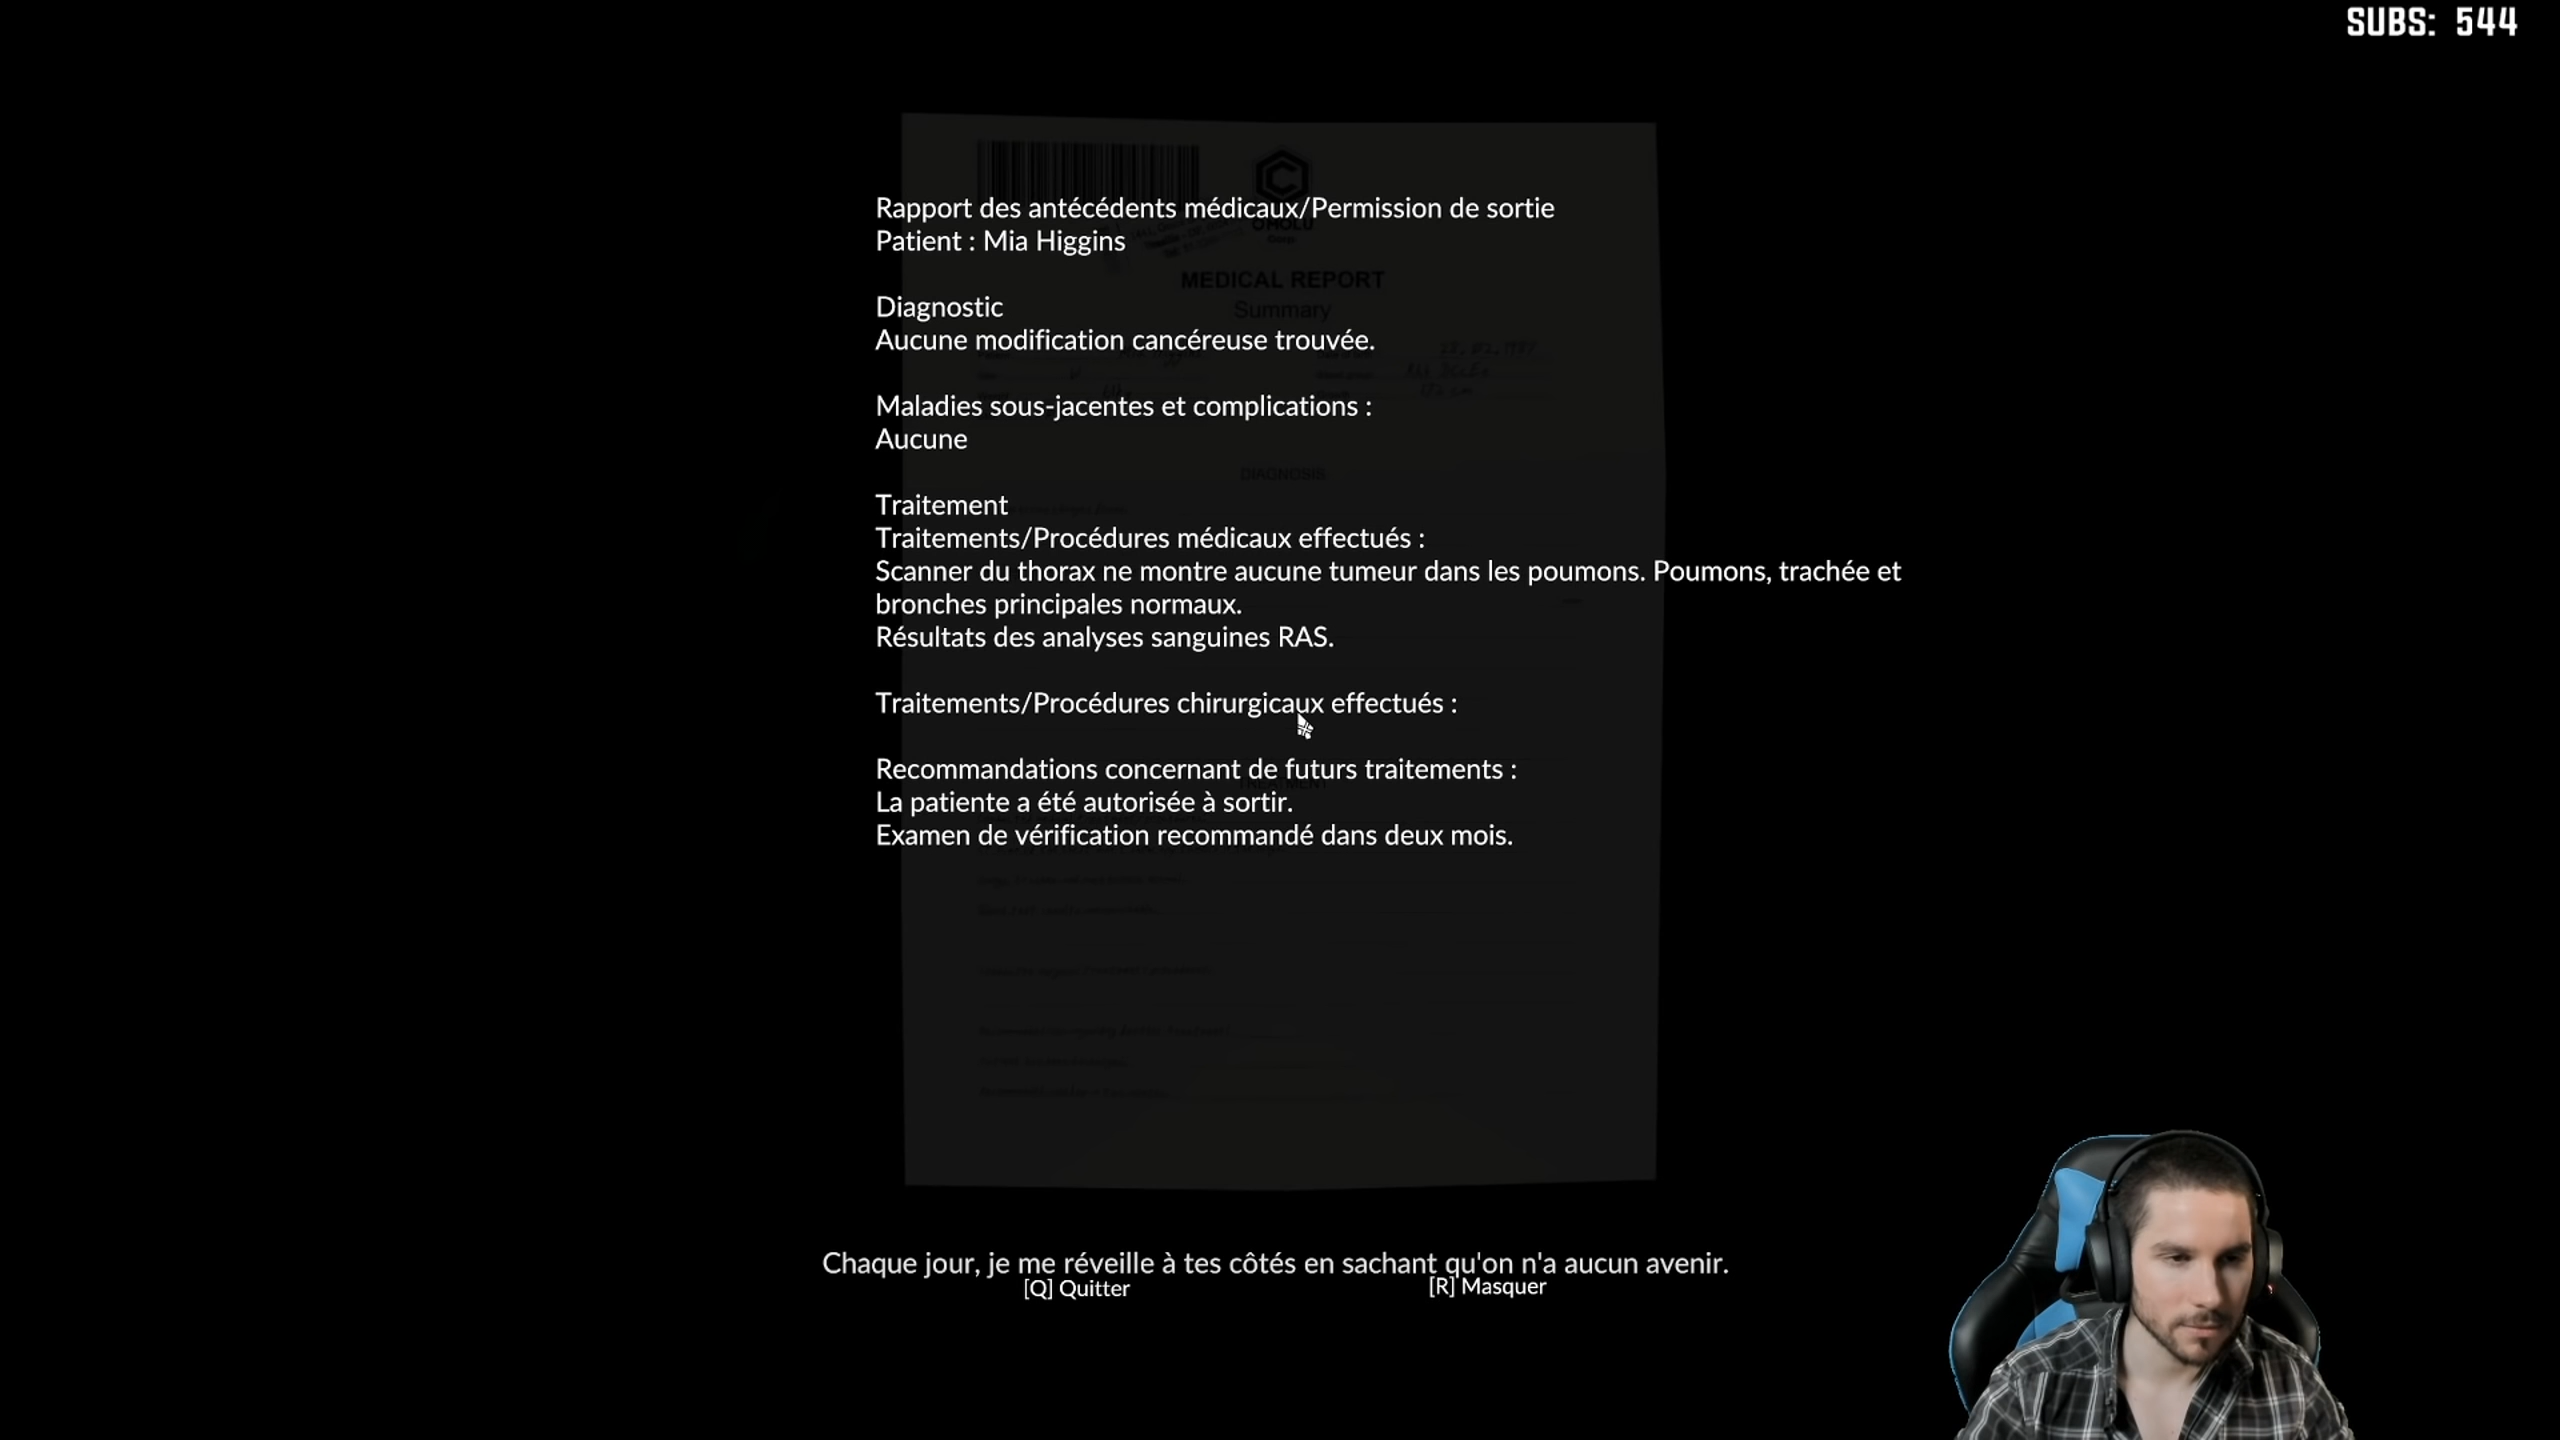 SUBS: 544
Rapport des antécédents médicaux/Permission de sortie
Patient : Mia Higgins
MEDICAL REPORT
Summary
Diagnostic
Aucune modification cancéreuse trouvée.
Maladies sous-jacentes et complications :
Aucune
DIAGNOSIS
Traitement
Traitements/Procédures médicaux effectués :
Scanner du thorax ne montre aucune tumeur dans les poumons. Poumons, trachée et
bronches principales normaux.
Résultats des analyses sanguines RAS.
Traitements/Procédures chirurgicaux effectués :
Recommandations concernant de futurs traitements :
TREATMENT
La patiente a été autorisée à sortir.
Examen de vérification recommandé dans deux mois.
Chaque jour, je me réveille à tes côtés en sachant qu'on n'a aucun avenir.
[Q] Quitter
[R] Masquer